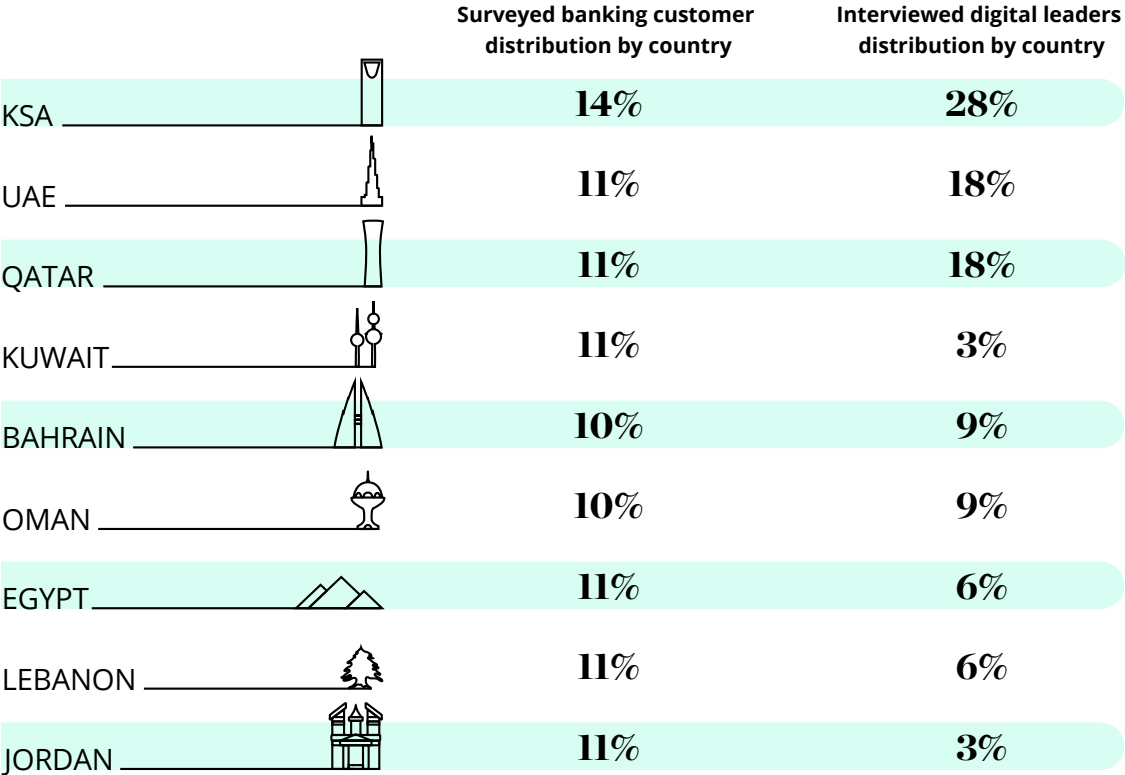 Surveyed banking customer
distribution by country
Interviewed digital leaders
distribution by country
KSA 14% 28%
UAE 11% 18%
QATAR 11% 18%
KUWAIT 11% 3%
BAHRAIN 10% 9%
OMAN 10% 9%
EGYPT 11% 6%
LEBANON 11% 6%
JORDAN 11% 3%